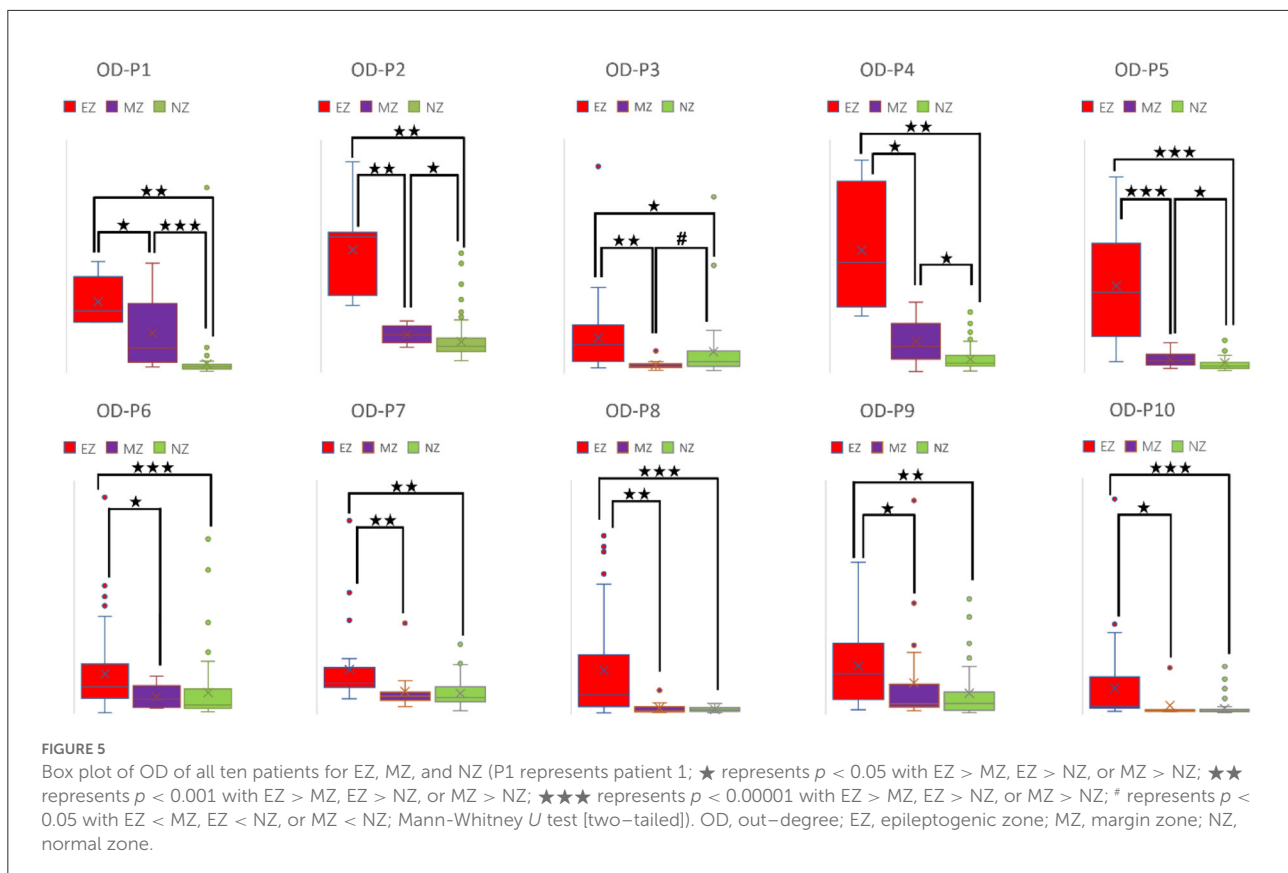 OD-P1 OD-P2 OD-P3 OD-P4 OD-P5
EZ MZ NZ EZ MZ NZ EZ MZ NZ EZ MZ NZ EZ MZ NZ
★★ ★ ★★★ ★★ ★★ ★ ★ ★★ # ★★ ★ ★ ★★★ ★★★ ★
OD-P6 OD-P7 OD-P8 OD-P9 OD-P10
EZ MZ NZ EZ MZ NZ EZ MZ NZ EZ MZ NZ EZ MZ NZ
★★★ ★ ★★ ★★ ★★★ ★★ ★★ ★ ★★★ ★
FIGURE 5
Box plot of OD of all ten patients for EZ, MZ, and NZ (P1 represents patient 1; ★ represents p < 0.05 with EZ > MZ, EZ > NZ, or MZ > NZ; ★★
represents p < 0.001 with EZ > MZ, EZ > NZ, or MZ > NZ; ★★★ represents p < 0.00001 with EZ > MZ, EZ > NZ, or MZ > NZ; # represents p <
0.05 with EZ < MZ, EZ < NZ, or MZ < NZ; Mann-Whitney U test [two–tailed]). OD, out–degree; EZ, epileptogenic zone; MZ, margin zone; NZ,
normal zone.